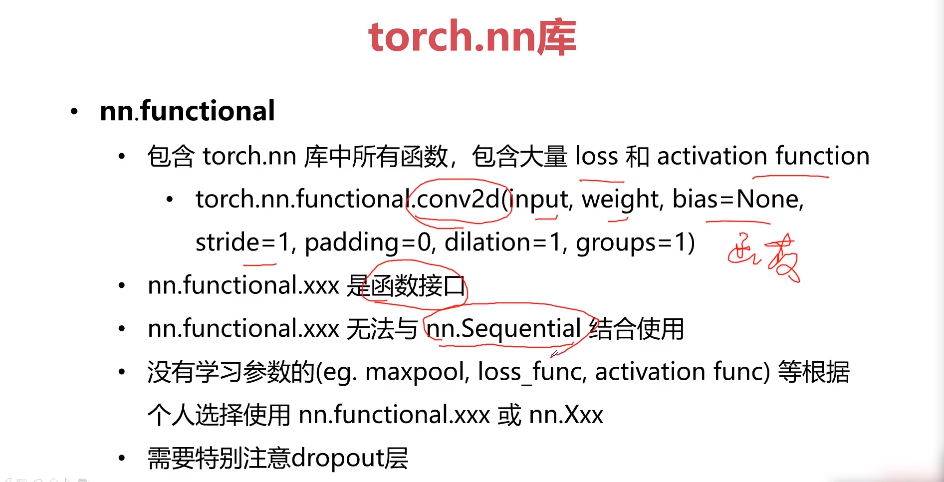 torch.nn库
• nn.functional
• 包含 torch.nn 库中所有函数，包含大量 loss 和 activation function
• torch.nn.functional.conv2d(input, weight, bias=None,
stride=1, padding=0, dilation=1, groups=1)
函数
• nn.functional.xxx 是函数接口
• nn.functional.xxx 无法与 nn.Sequential 结合使用
• 没有学习参数的(eg. maxpool, loss_func, activation func) 等根据
个人选择使用 nn.functional.xxx 或 nn.Xxx
• 需要特别注意dropout层